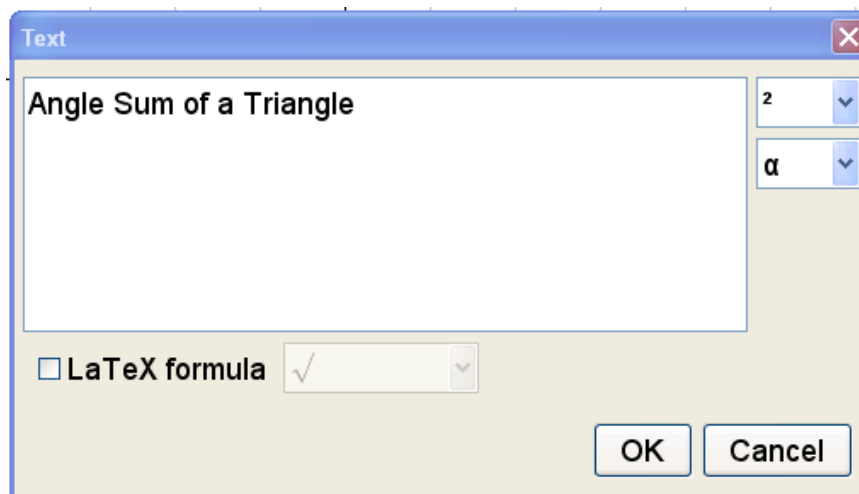 Text
Angle Sum of a Triangle
²
α
LaTeX formula √
OK Cancel